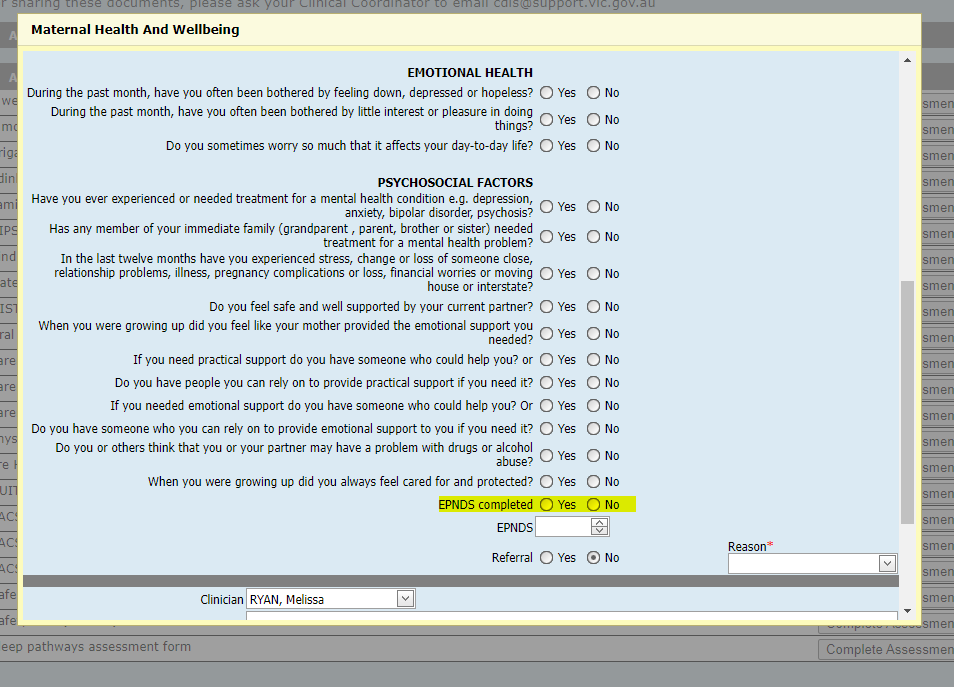 r sharing these documents, please ask your Clinical Coordinator to email cdis@support.vic.gov.au
Maternal Health And Wellbeing
EMOTIONAL HEALTH
During the past month, have you often been bothered by feeling down, depressed or hopeless? Yes No
During the past month, have you often been bothered by little interest or pleasure in doing
things? Yes No
Do you sometimes worry so much that it affects your day-to-day life? Yes No
PSYCHOSOCIAL FACTORS
Have you ever experienced or needed treatment for a mental health condition e.g. depression,
anxiety, bipolar disorder, psychosis? Yes No
Has any member of your immediate family (grandparent , parent, brother or sister) needed
treatment for a mental health problem? Yes No
In the last twelve months have you experienced stress, change or loss of someone close,
relationship problems, illness, pregnancy complications or loss, financial worries or moving Yes No
house or interstate?
Do you feel safe and well supported by your current partner? Yes No
When you were growing up did you feel like your mother provided the emotional support you
needed? Yes No
If you need practical support do you have someone who could help you? or Yes No
Do you have people you can rely on to provide practical support if you need it? Yes No
If you needed emotional support do you have someone who could help you? Or Yes No
Do you have someone who you can rely on to provide emotional support to you if you need it? Yes No
Do you or others think that you or your partner may have a problem with drugs or alcohol
abuse? Yes No
When you were growing up did you always feel cared for and protected? Yes No
EPNDS completed Yes No
EPNDS
Referral Yes No
Reason*
Clinician RYAN, Melissa
eep pathways assessment form
Complete Assessmen